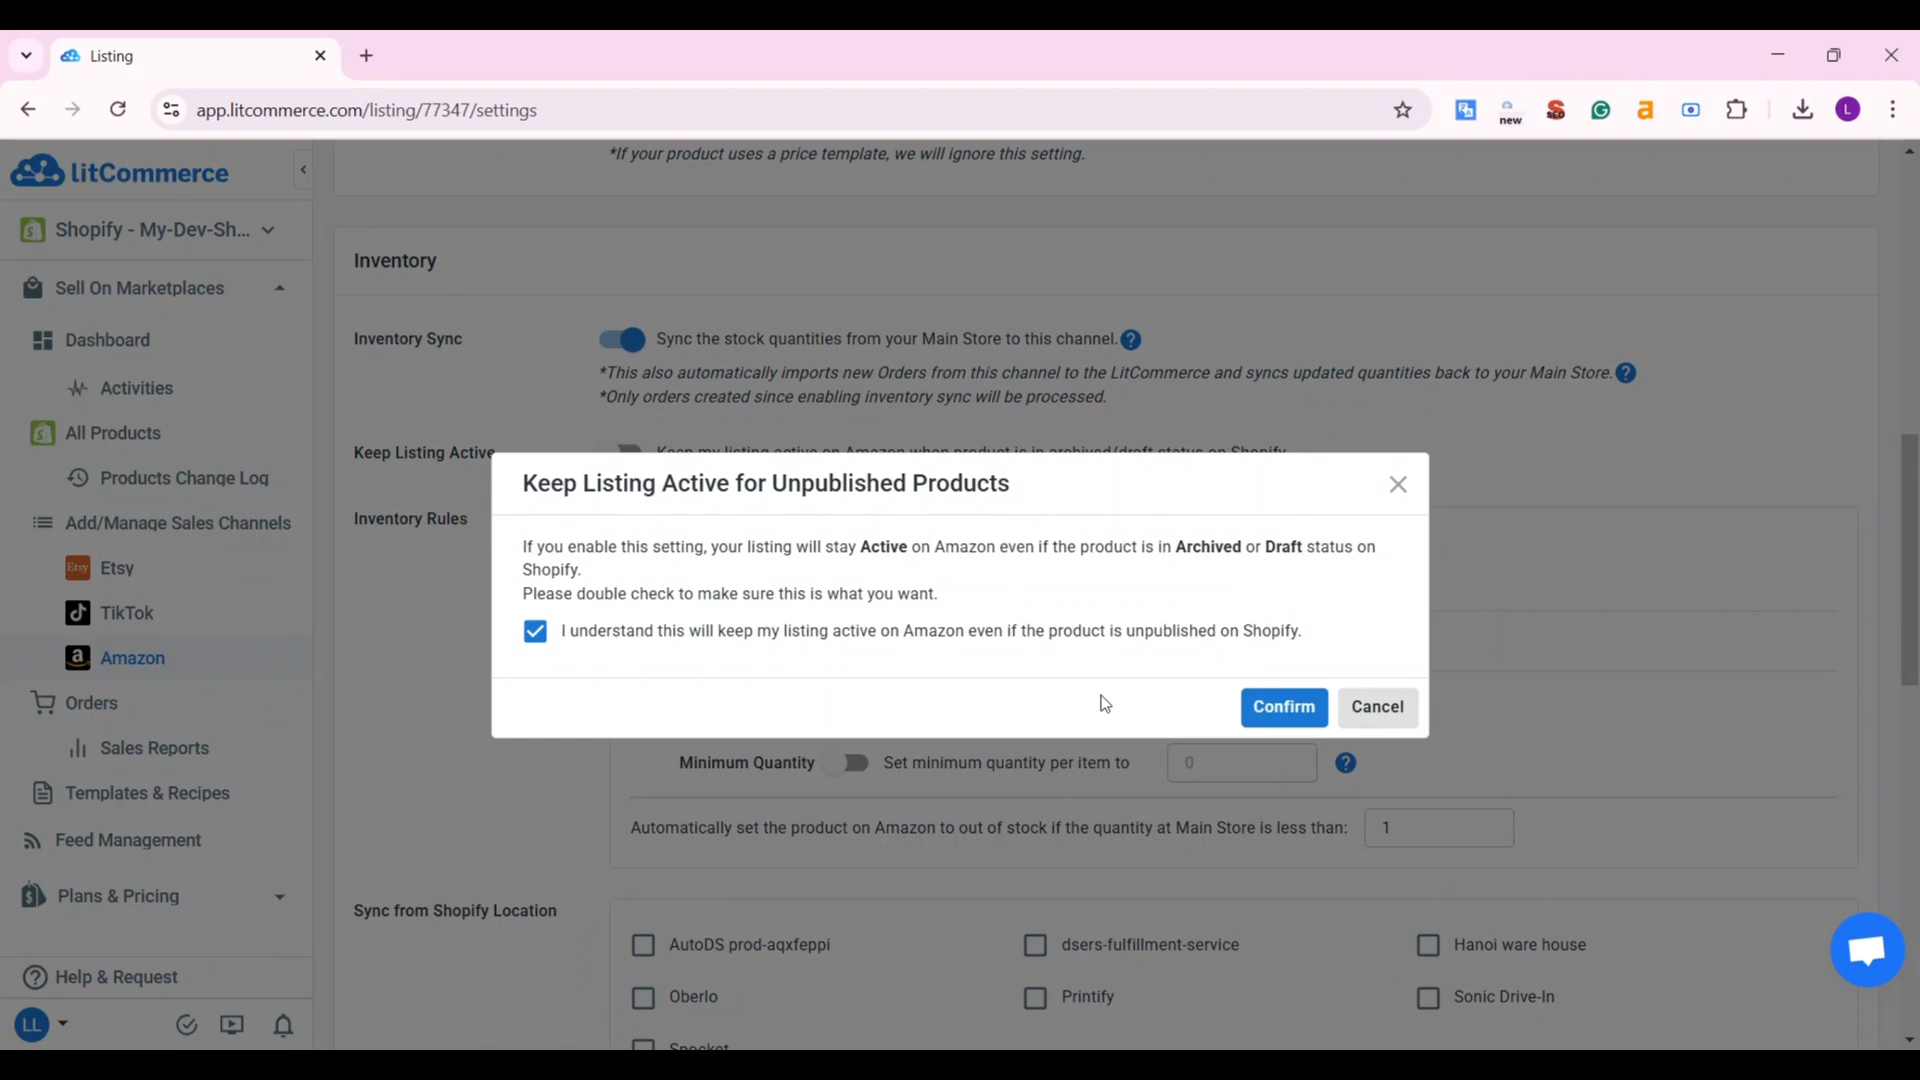 Listing
app.litcommerce.com/listing/77347/settings
new
SEO
L
litCommerce
Shopify - My-Dev-Sh...
Sell On Marketplaces
Dashboard
Activities
All Products
Products Change Log
Add/Manage Sales Channels
Etsy
Etsy
TikTok
Amazon
Orders
Sales Reports
Templates & Recipes
Feed Management
Plans & Pricing
Help & Request
LL
*If your product uses a price template, we will ignore this setting.
Inventory
Inventory Sync
Sync the stock quantities from your Main Store to this channel.
*This also automatically imports new Orders from this channel to the LitCommerce and syncs updated quantities back to your Main Store.
*Only orders created since enabling inventory sync will be processed.
Keep Listing Active
Keep my listing active on Amazon when product is in archived/draft status on Shopify
Inventory Rules
Keep Listing Active for Unpublished Products
If you enable this setting, your listing will stay Active on Amazon even if the product is in Archived or Draft status on
Shopify.
Please double check to make sure this is what you want.
I understand this will keep my listing active on Amazon even if the product is unpublished on Shopify.
Confirm
Cancel
Minimum Quantity
Set minimum quantity per item to
0
Automatically set the product on Amazon to out of stock if the quantity at Main Store is less than:
1
Sync from Shopify Location
AutoDS prod-aqxfeppi
dsers-fulfillment-service
Hanoi ware house
Oberlo
Printify
Sonic Drive-In
Spocket